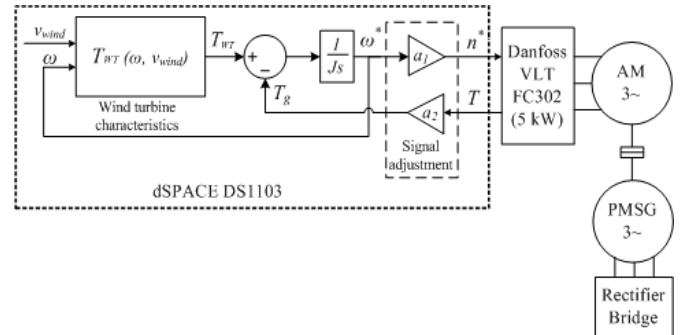 v_wind
ω
T_WT (ω, v_wind)
Wind turbine
characteristics
T_WT
+
−
T_g
1
Js
ω*
a_1
n*
a_2
T
Signal
adjustment
dSPACE DS1103
Danfoss
VLT
FC302
(5 kW)
AM
3~
PMSG
3~
Rectifier
Bridge